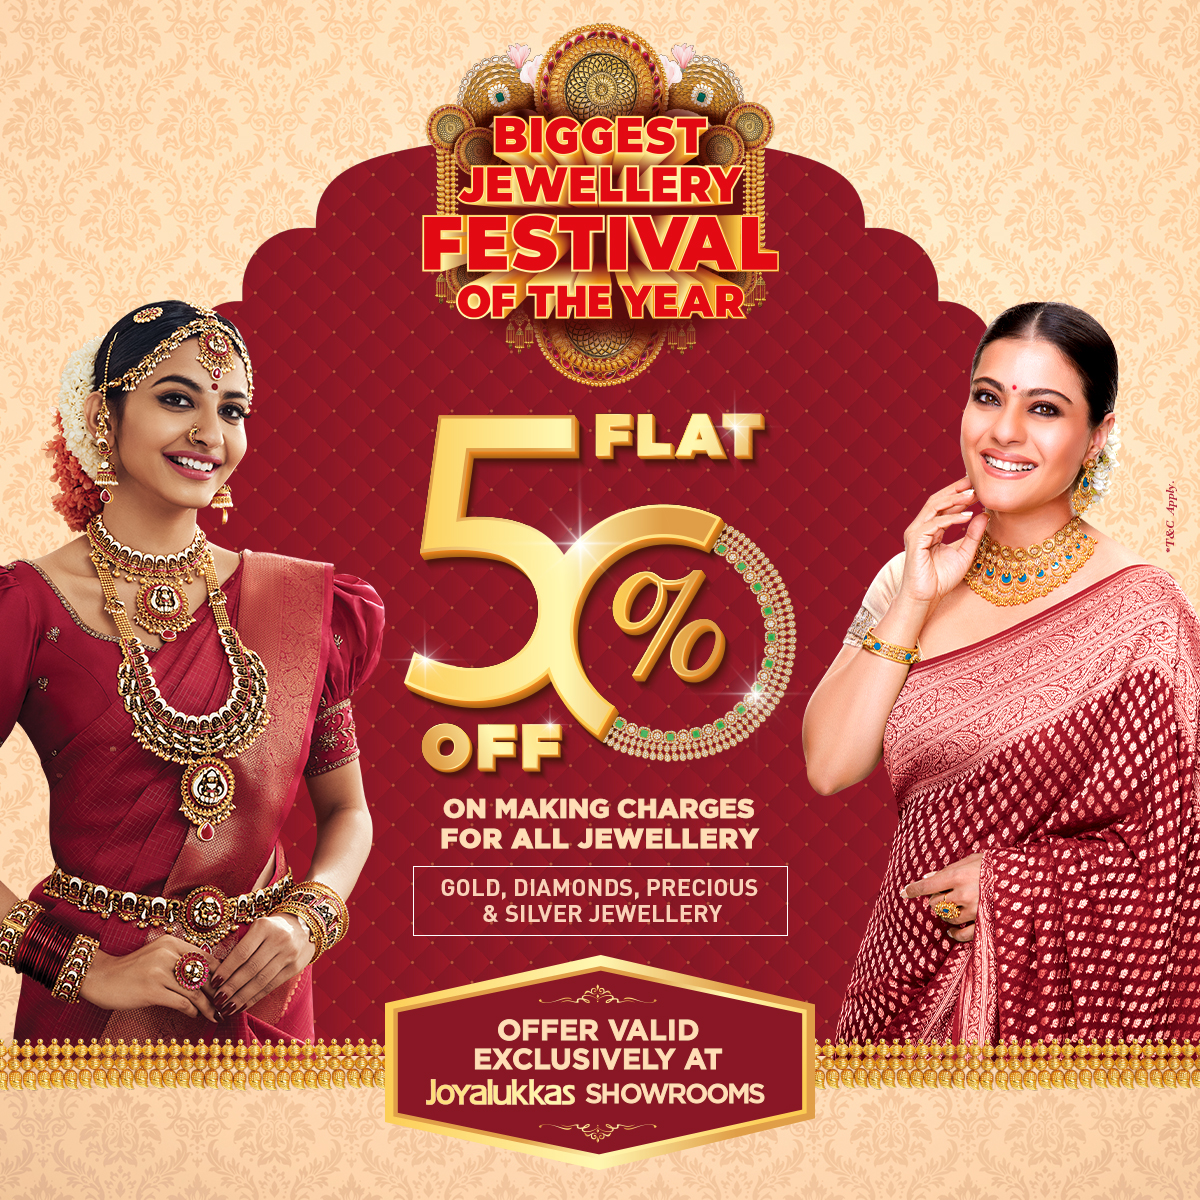 BIGGEST
JEWELLERY
FESTIVAL
OF THE YEAR
FLAT
50%
OFF
ON MAKING CHARGES
FOR ALL JEWELLERY
GOLD, DIAMONDS, PRECIOUS
& SILVER JEWELLERY
OFFER VALID
EXCLUSIVELY AT
Joyalukkas SHOWROOMS
*T&C Apply.